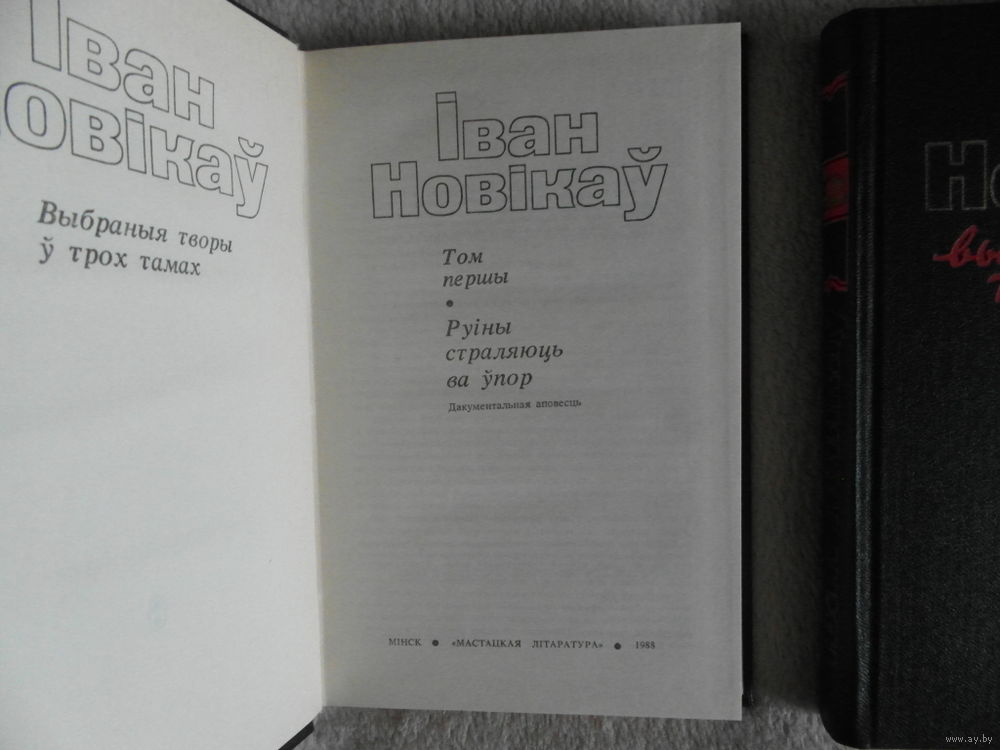 Іван
Новікаў
Выбраныя творы
ў трох тамах
Іван
Новікаў
Том
першы
•
Руіны
страляюць
ва ўпор
Дакументальная аповесць
МІНСК • «МАСТАЦКАЯ ЛІТАРАТУРА» • 1988
www.ay.by